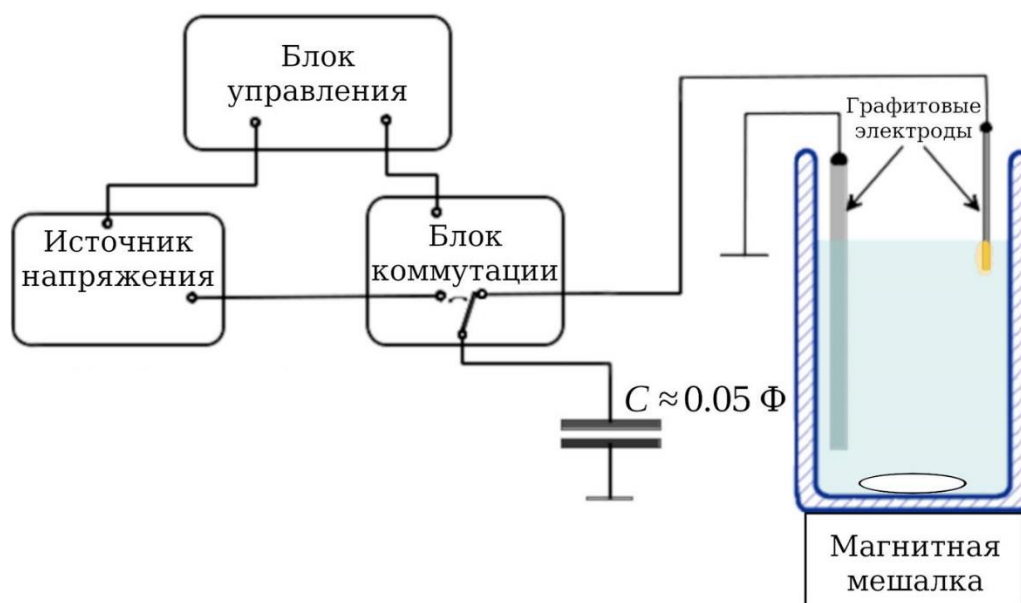 Блок
управления
Графитовые
электроды
Источник
напряжения
Блок
коммутации
C ≈ 0.05 Ф
Магнитная
мешалка